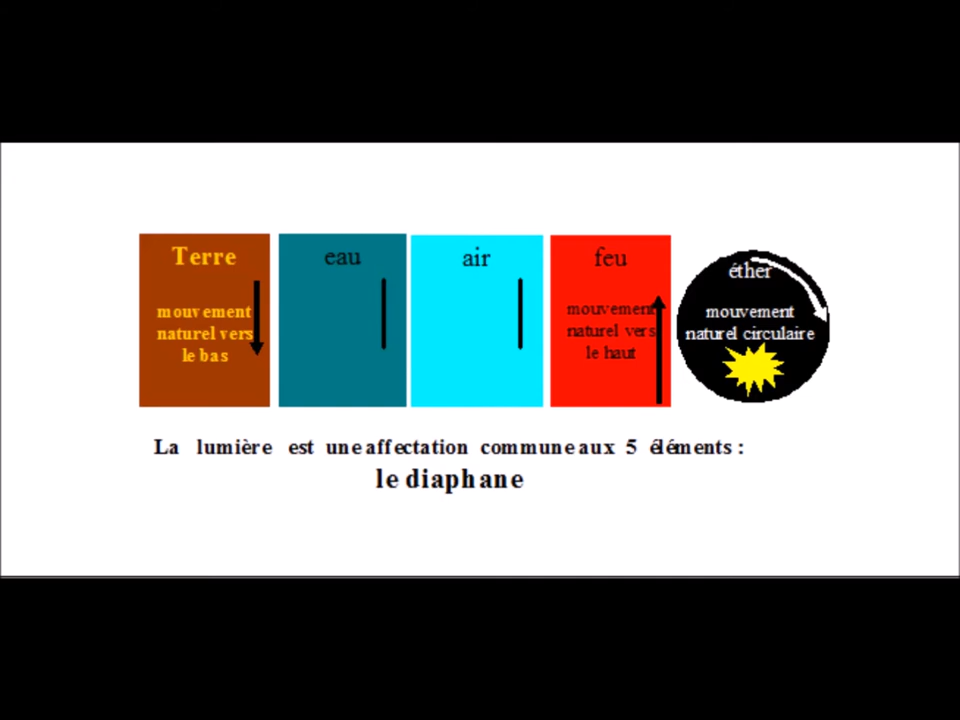 Terre
mouvement
naturel vers
le bas
eau
air
feu
mouvement
naturel vers
le haut
éther
mouvement
naturel circulaire
La lumière est une affectation commune aux 5 éléments :
le diaphane